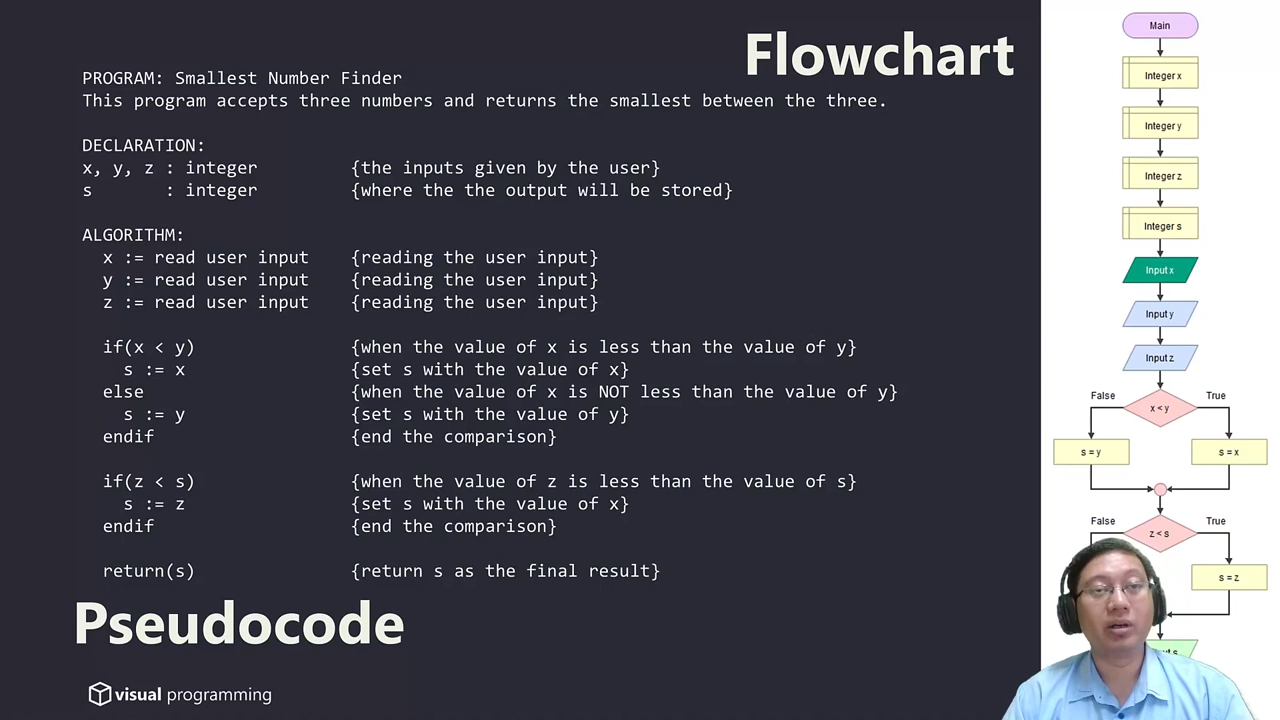 Flowchart
PROGRAM: Smallest Number Finder
This program accepts three numbers and returns the smallest between the three.
DECLARATION:
x, y, z : integer {the inputs given by the user}
s : integer {where the the output will be stored}
ALGORITHM:
x := read user input {reading the user input}
y := read user input {reading the user input}
z := read user input {reading the user input}
if(x < y) {when the value of x is less than the value of y}
s := x {set s with the value of x}
else {when the value of x is NOT less than the value of y}
s := y {set s with the value of y}
endif {end the comparison}
if(z < s) {when the value of z is less than the value of s}
s := z {set s with the value of x}
endif {end the comparison}
return(s) {return s as the final result}
Pseudocode
visual programming
Main
Integer x
Integer y
Integer z
Integer s
Input x
Input y
Input z
False True
x < y
s = y s = x
False True
z < s
s = z